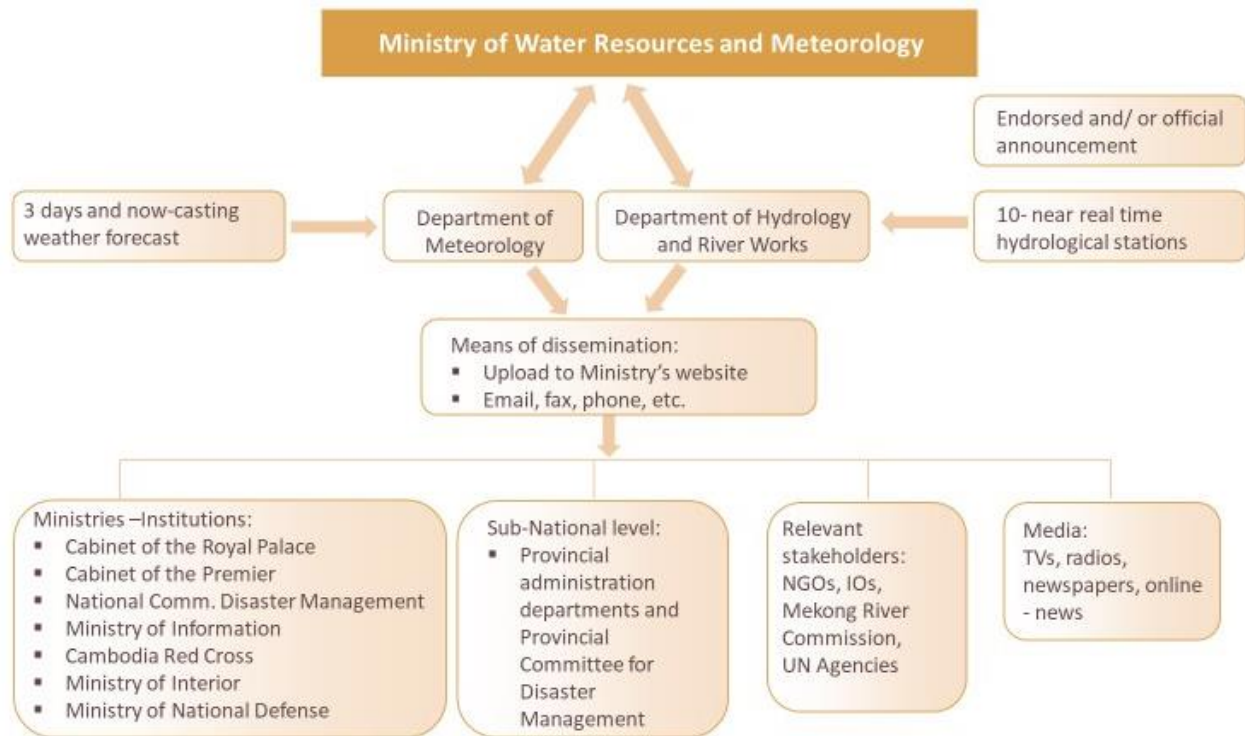 Ministry of Water Resources and Meteorology
Endorsed and/ or official
announcement
3 days and now-casting
weather forecast
Department of
Meteorology
Department of Hydrology
and River Works
10- near real time
hydrological stations
Means of dissemination:
▪ Upload to Ministry’s website
▪ Email, fax, phone, etc.
Ministries –Institutions:
▪ Cabinet of the Royal Palace
▪ Cabinet of the Premier
▪ National Comm. Disaster Management
▪ Ministry of Information
▪ Cambodia Red Cross
▪ Ministry of Interior
▪ Ministry of National Defense
Sub-National level:
▪ Provincial
administration
departments and
Provincial
Committee for
Disaster
Management
Relevant
stakeholders:
NGOs, IOs,
Mekong River
Commission,
UN Agencies
Media:
TVs, radios,
newspapers, online
- news